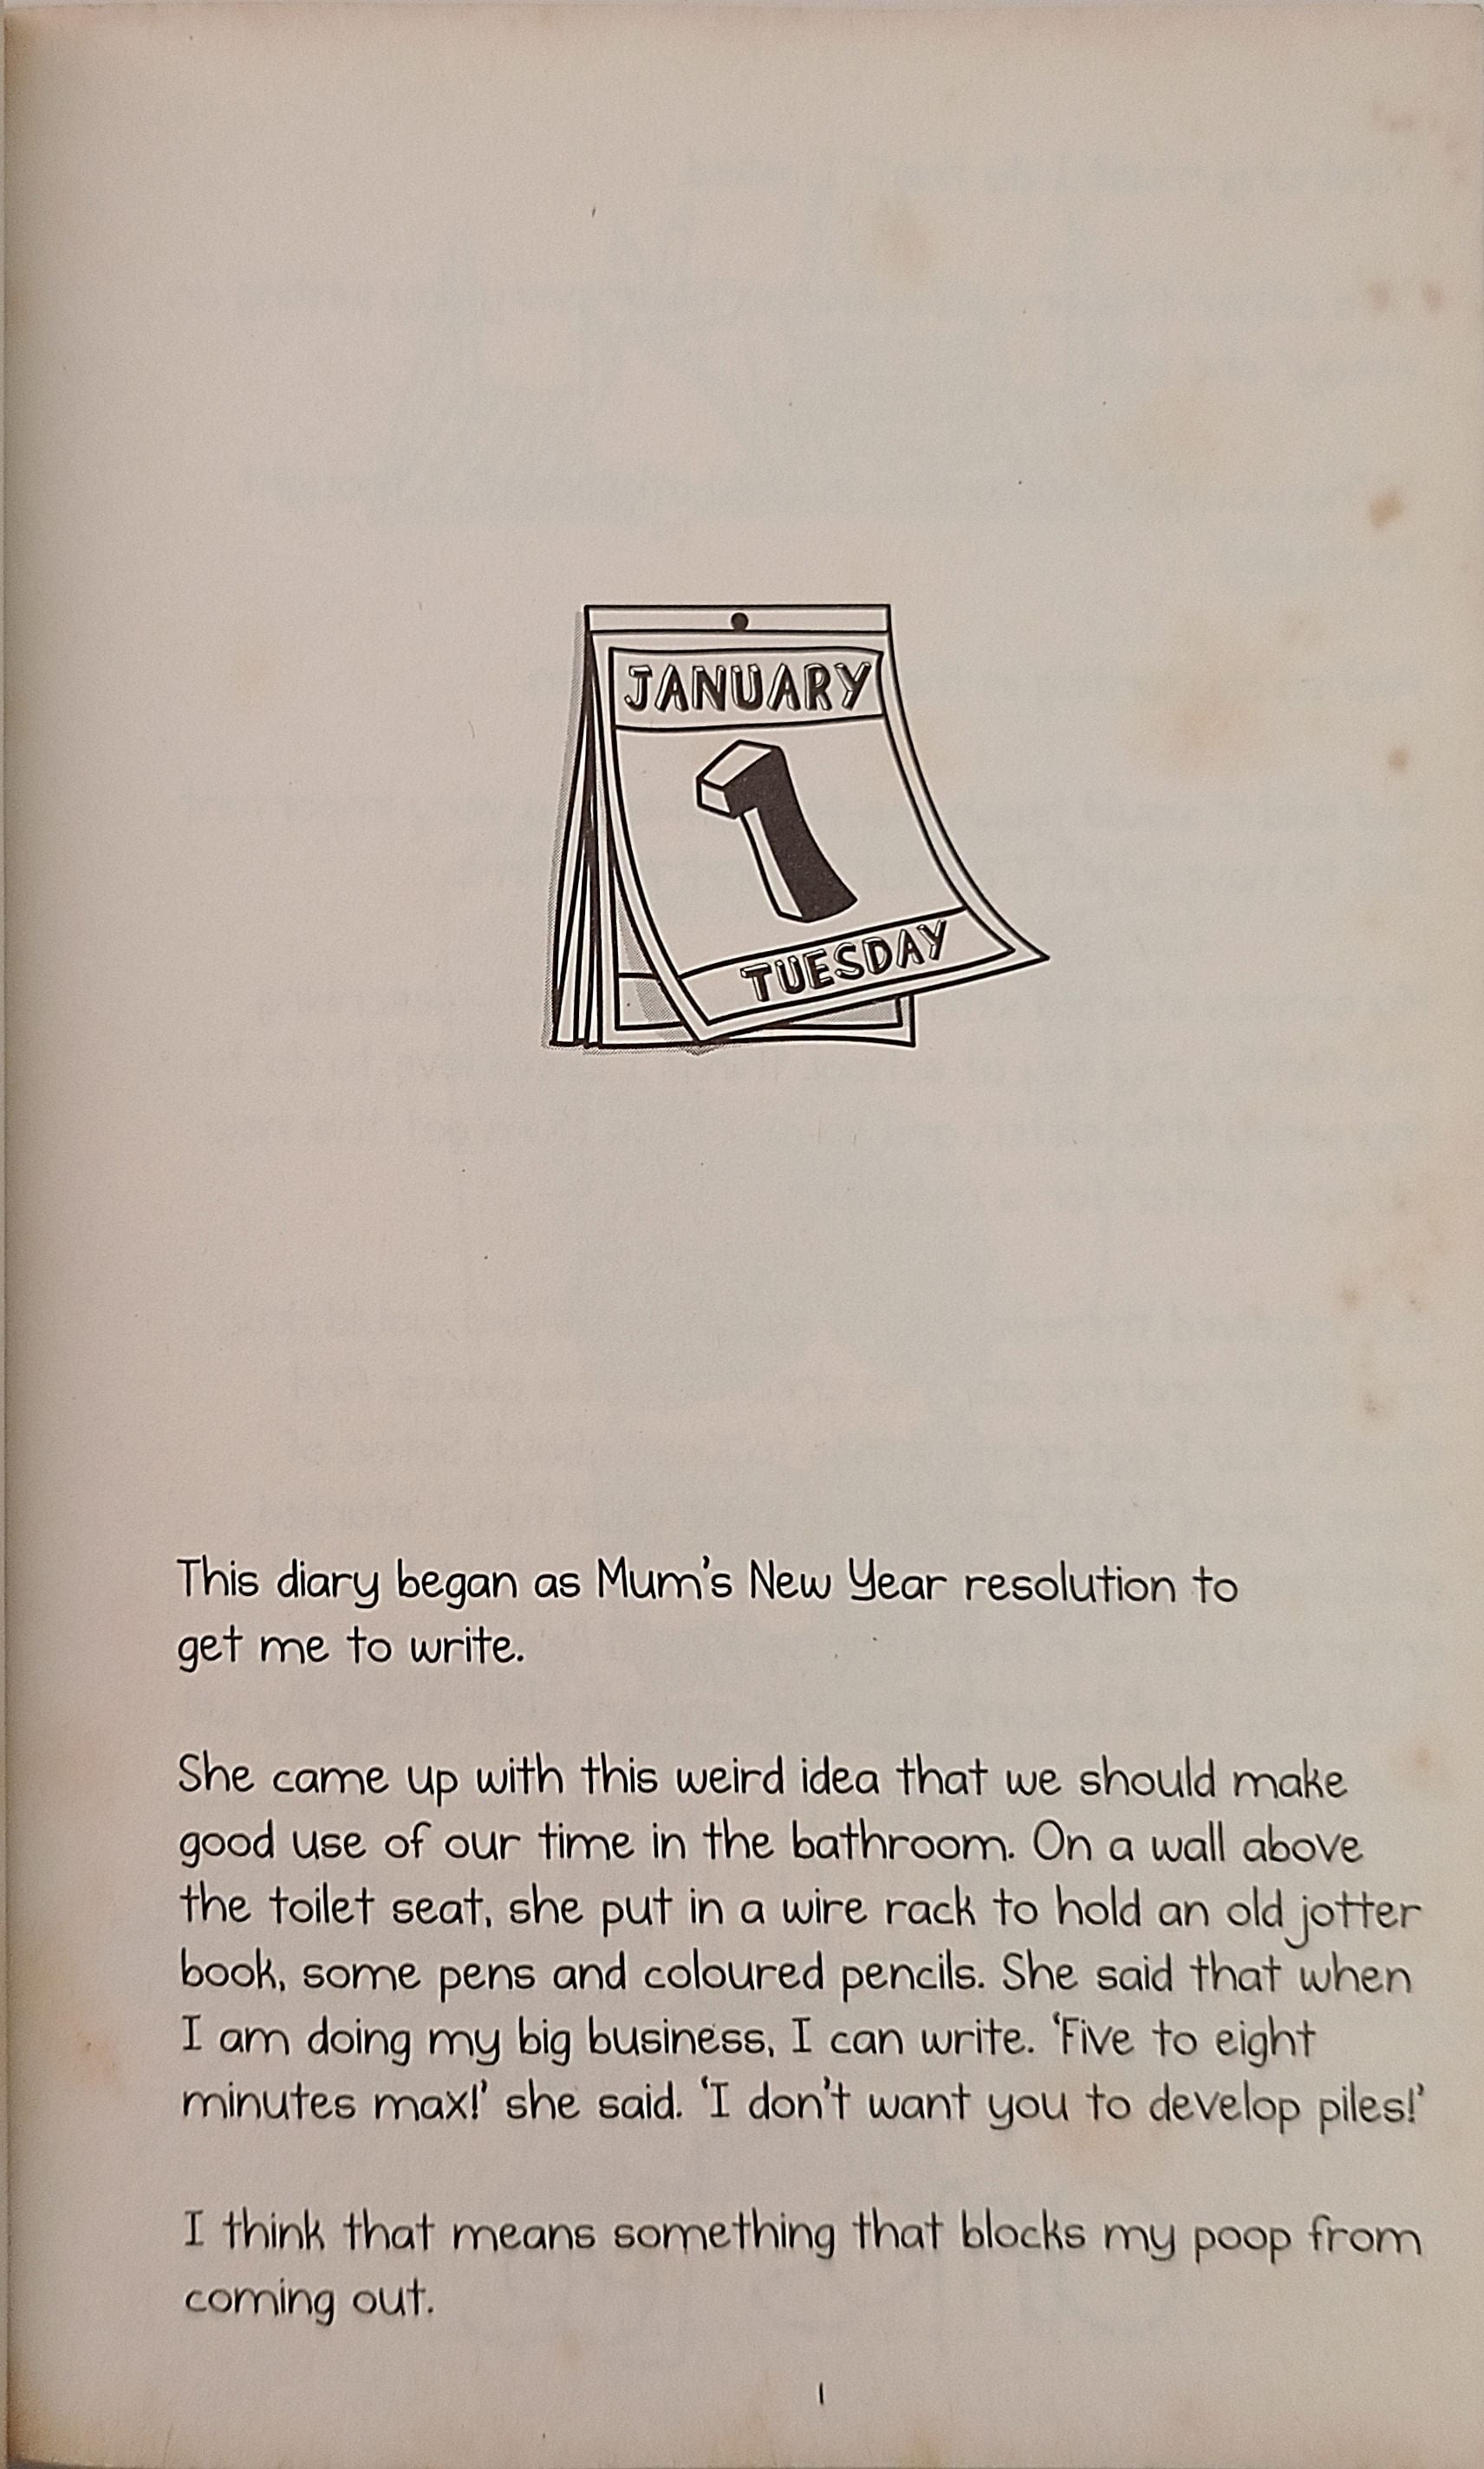 JANUARY
1
TUESDAY
This diary began as Mum's New Year resolution to
get me to write.
She came up with this weird idea that we should make
good use of our time in the bathroom. On a wall above
the toilet seat, she put in a wire rack to hold an old jotter
book, some pens and coloured pencils. She said that when
I am doing my big business, I can write. 'Five to eight
minutes max!' she said. 'I don't want you to develop piles!'
I think that means something that blocks my poop from
coming out.
1